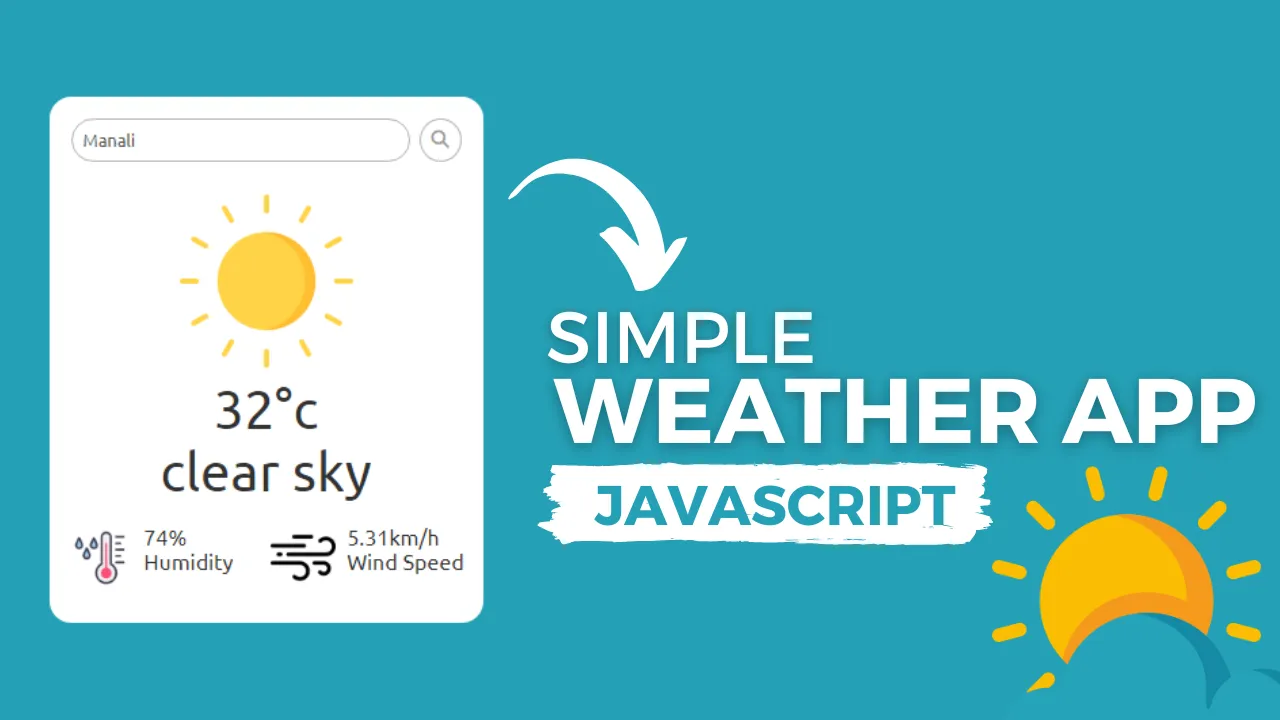 Manali
32°c
clear sky
74%
Humidity
5.31km/h
Wind Speed
SIMPLE
WEATHER APP
JAVASCRIPT